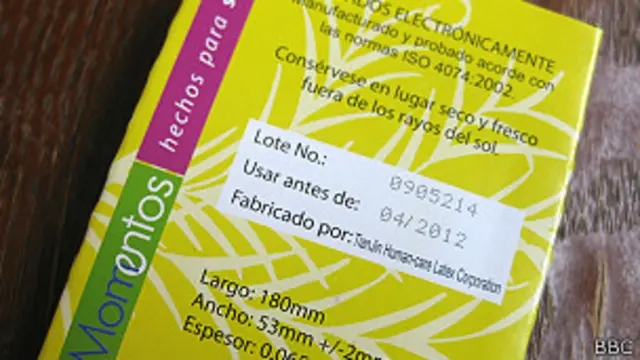 DOS ELECTRÓNICAMENTE
Manufacturado y probado acorde con
las normas ISO 4074:2002.
Consérvese en lugar seco y fresco
fuera de los rayos del sol.
Lote No.: 0905214
Usar antes de: 04/2012
Fabricado por: Tianjin Human-care Latex Corporation
Largo: 180mm
Ancho: 53mm +/-2m
Espesor: 0,06
Momentos
hechos para s
BBC